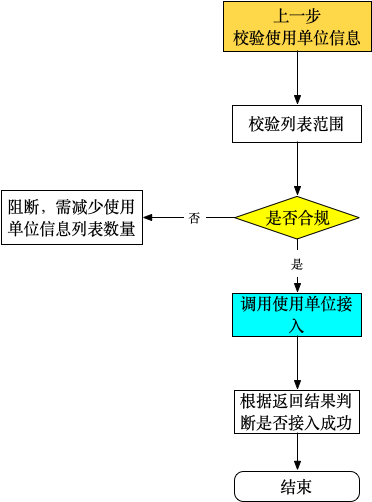 上一步
校验使用单位信息
校验列表范围
是否合规
否
阻断，需减少使用
单位信息列表数量
是
调用使用单位接
入
根据返回结果判
断是否接入成功
结束